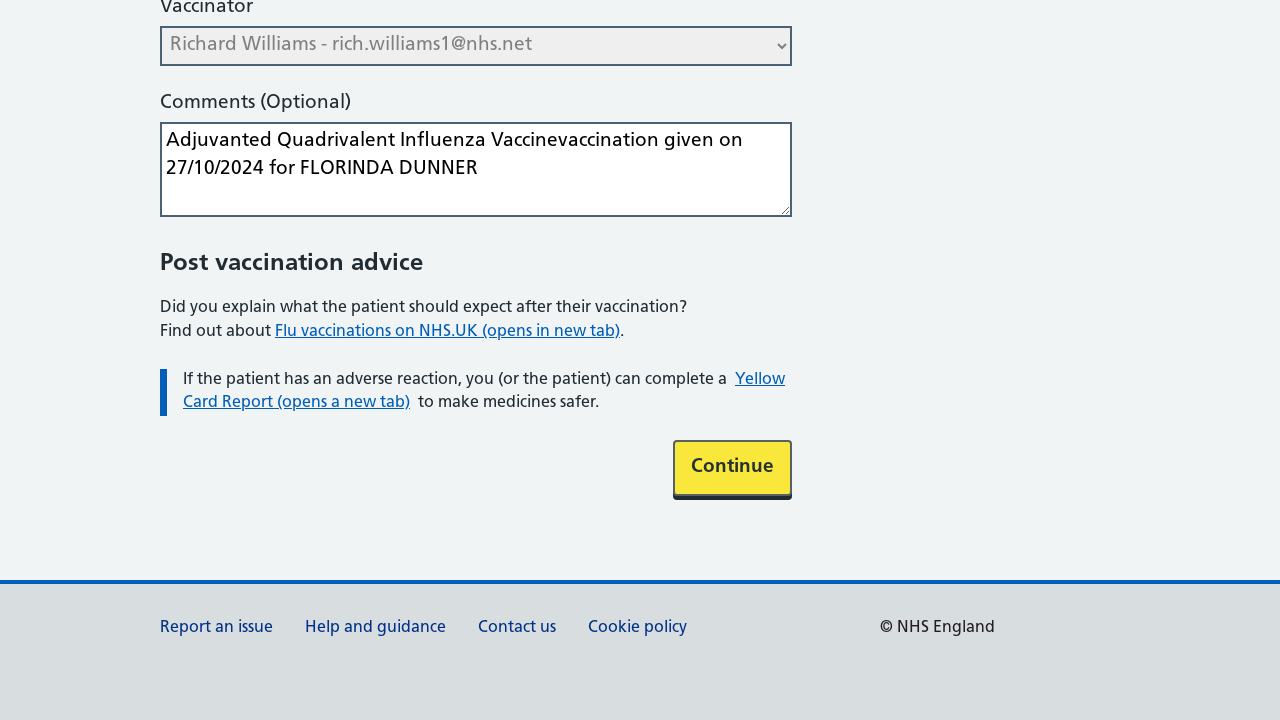 Vaccinator
Richard Williams - rich.williams1@nhs.net
Comments (Optional)
Adjuvanted Quadrivalent Influenza Vaccinevaccination given on
27/10/2024 for FLORINDA DUNNER
Post vaccination advice
Did you explain what the patient should expect after their vaccination?
Find out about Flu vaccinations on NHS.UK (opens in new tab).
If the patient has an adverse reaction, you (or the patient) can complete a Yellow
Card Report (opens a new tab) to make medicines safer.
Continue
Report an issue Help and guidance Contact us Cookie policy © NHS England